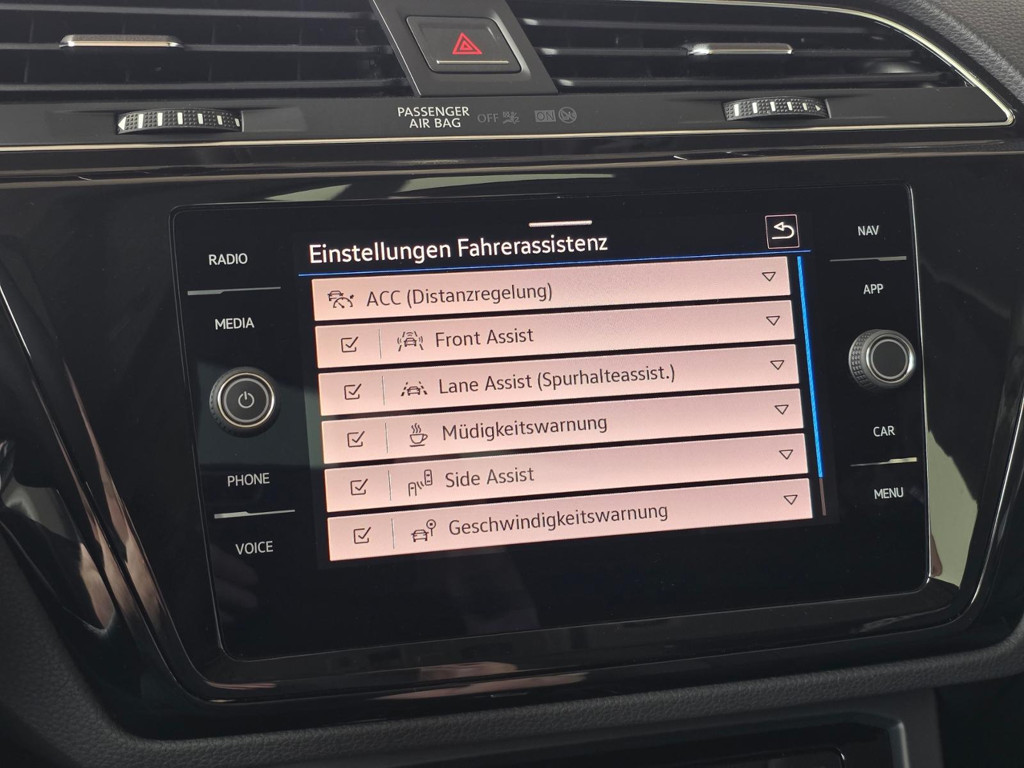 PASSENGER
AIR BAG OFF ON
RADIO
MEDIA
PHONE
VOICE
Einstellungen Fahrerassistenz
ACC (Distanzregelung)
Front Assist
Lane Assist (Spurhalteassist.)
Müdigkeitswarnung
Side Assist
Geschwindigkeitswarnung
NAV
APP
CAR
MENU